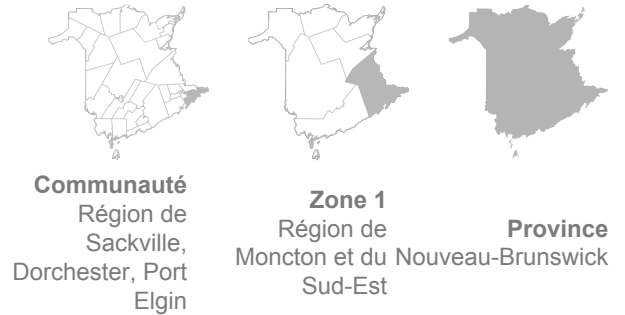 Communauté
Région de
Sackville,
Dorchester, Port
Elgin
Zone 1
Région de
Moncton et du
Sud-Est
Province
Nouveau-Brunswick